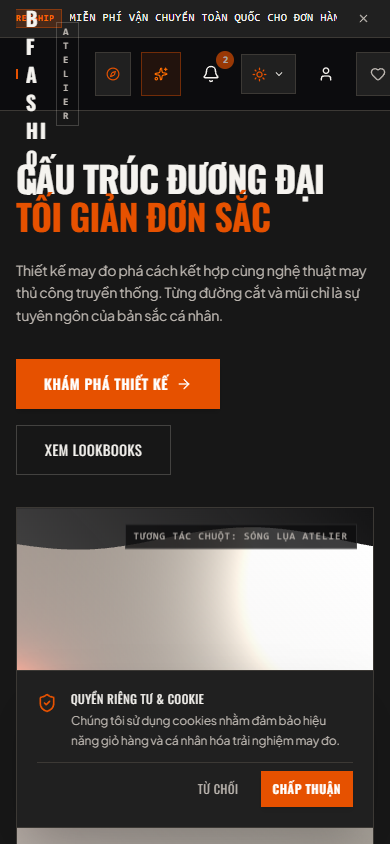 MIỄN PHÍ VẬN CHUYỂN TOÀN QUỐC CHO ĐƠN HÀN
B
F
A
S
HI
O
N
A
T
E
L
I
E
R
2
CẤU TRÚC ĐƯƠNG ĐẠI
TỐI GIẢN ĐƠN SẮC
Thiết kế may đo phá cách kết hợp cùng nghệ thuật may
thủ công truyền thống. Từng đường cắt và mũi chỉ là sự
tuyên ngôn của bản sắc cá nhân.
KHÁM PHÁ THIẾT KẾ
XEM LOOKBOOKS
TƯƠNG TÁC CHUỘT: SÓNG LỤA ATELIER
QUYỀN RIÊNG TƯ & COOKIE
Chúng tôi sử dụng cookies nhằm đảm bảo hiệu
năng giỏ hàng và cá nhân hóa trải nghiệm may đo.
TỪ CHỐI
CHẤP THUẬN